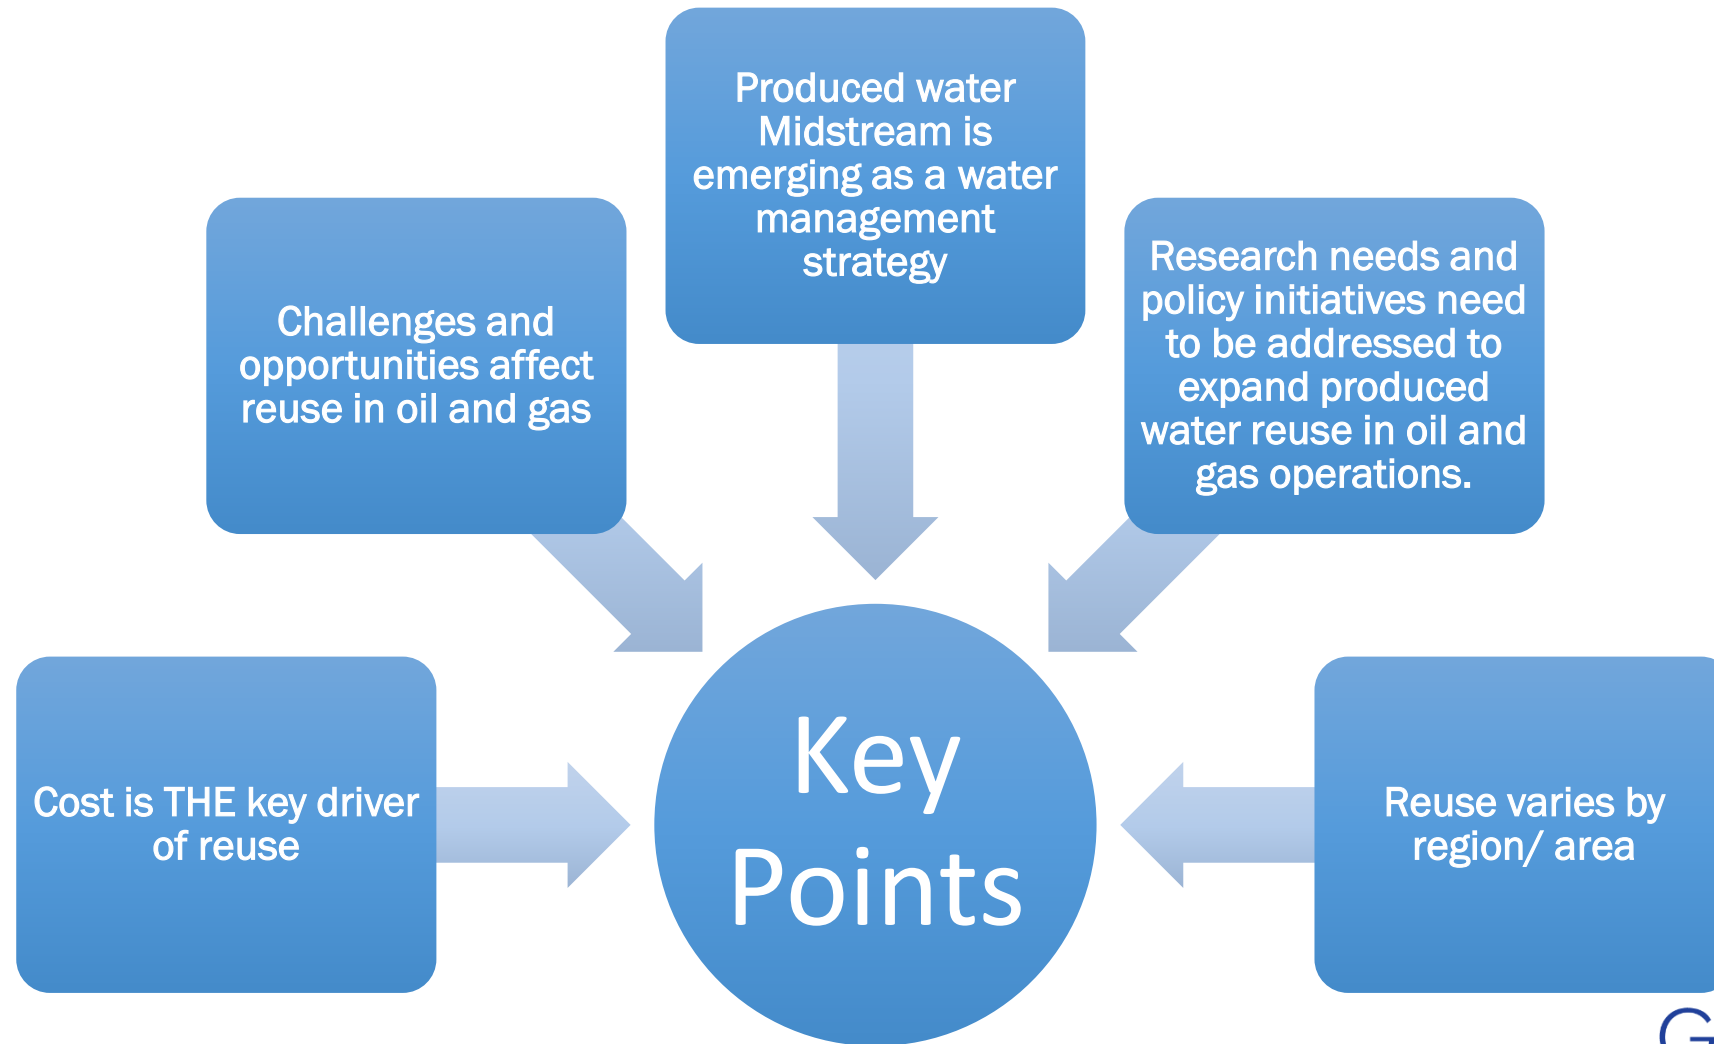 Produced water
Midstream is
emerging as a water
management
strategy
Challenges and
opportunities affect
reuse in oil and gas
Research needs and
policy initiatives need
to be addressed to
expand produced
water reuse in oil and
gas operations.
Cost is THE key driver
of reuse
Key
Points
Reuse varies by
region/ area